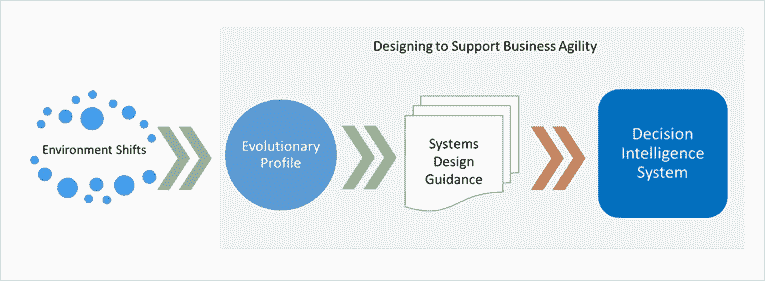 Designing to Support Business Agility
Environment Shifts
Evolutionary
Profile
Systems
Design
Guidance
Decision
Intelligence
System